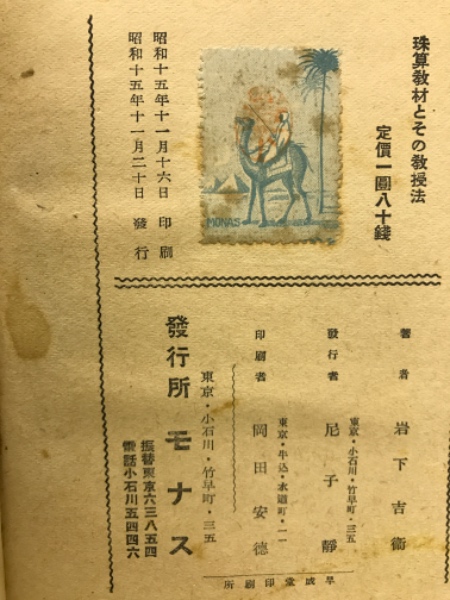 珠算教材とその教授法
定價一圓八十錢
MONAS
昭和十五年十一月十六日 印刷
昭和十五年十一月二十日 發行
著者 岩下吉衛
東京・小石川・竹早町・三五
發行者 尼子靜
東京・牛込・水道町・一一
印刷者 岡田安德
東京・小石川・竹早町・三五
發行所 モナス
振替東京六三八五四
電話小石川五四四六
早成堂印刷所